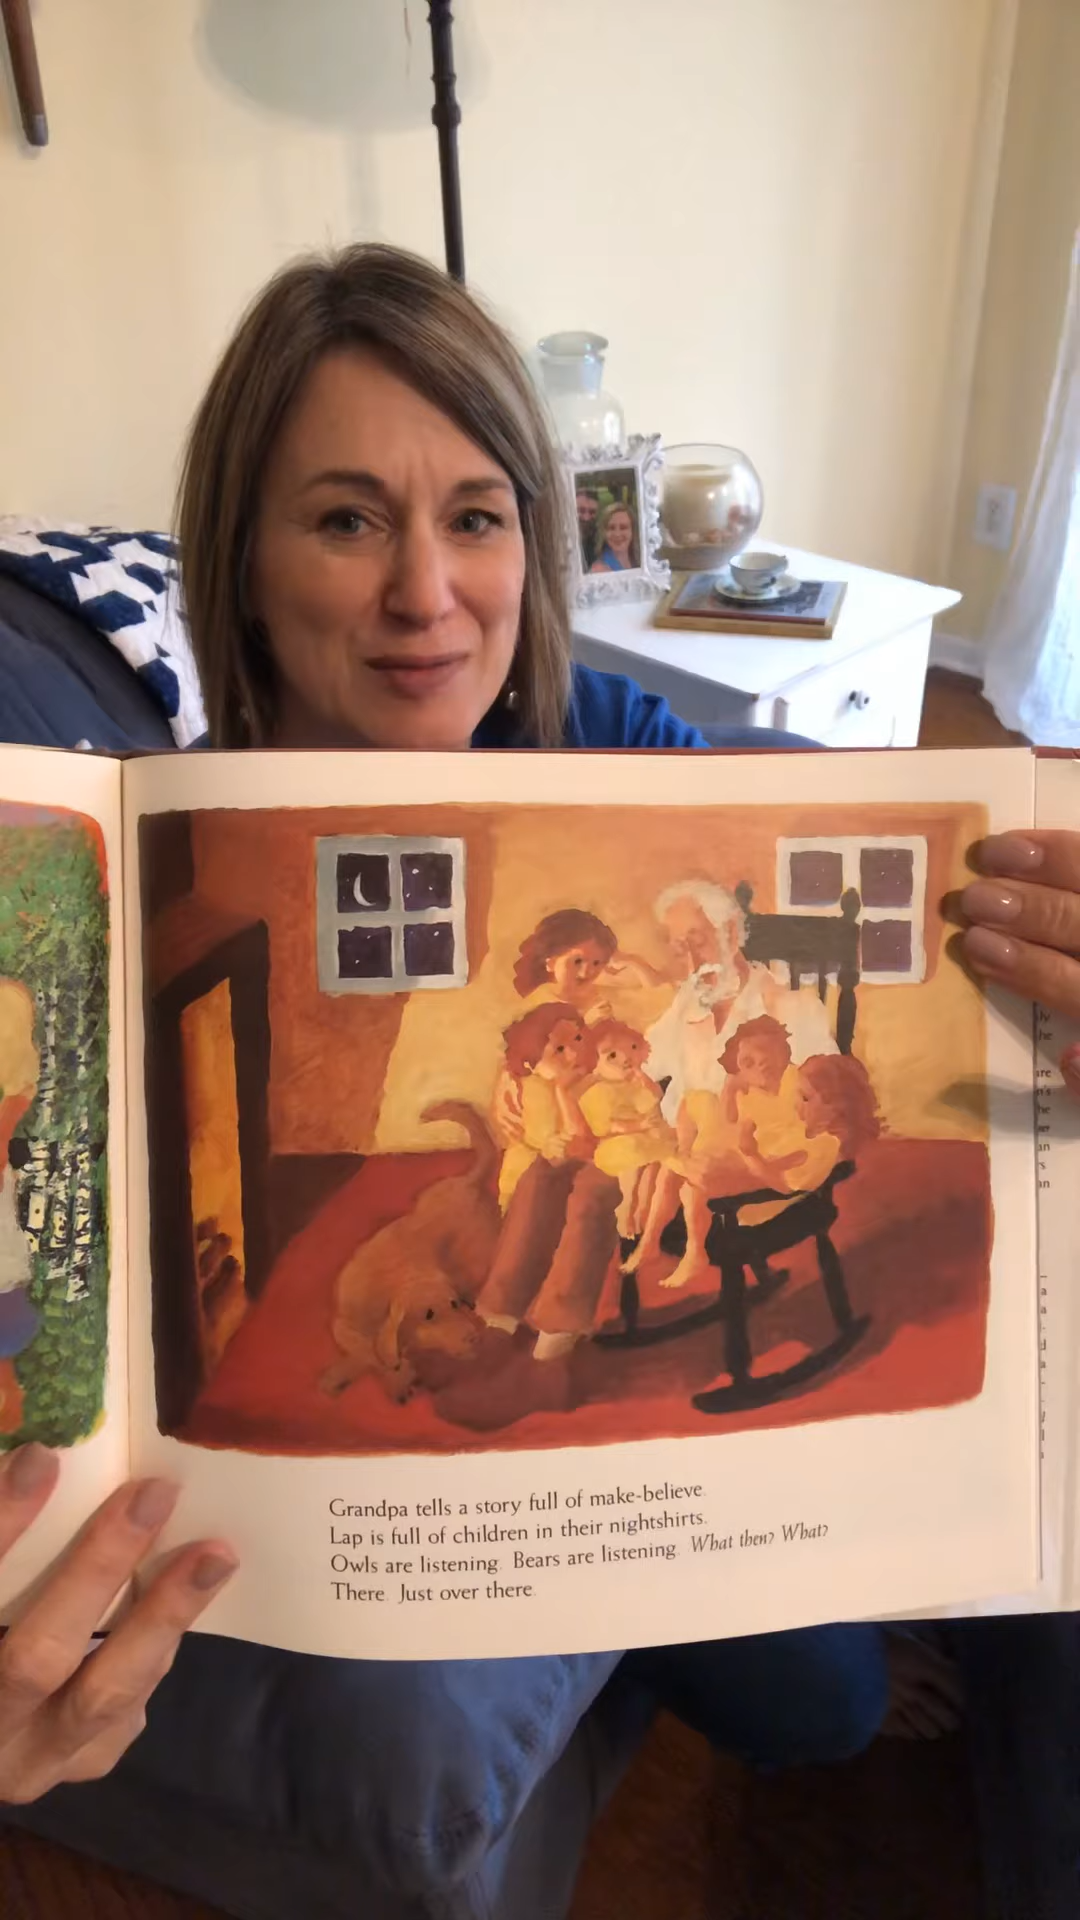 Grandpa tells a story full of make-believe.
Lap is full of children in their nightshirts.
Owls are listening. Bears are listening. What then? What?
There. Just over there.